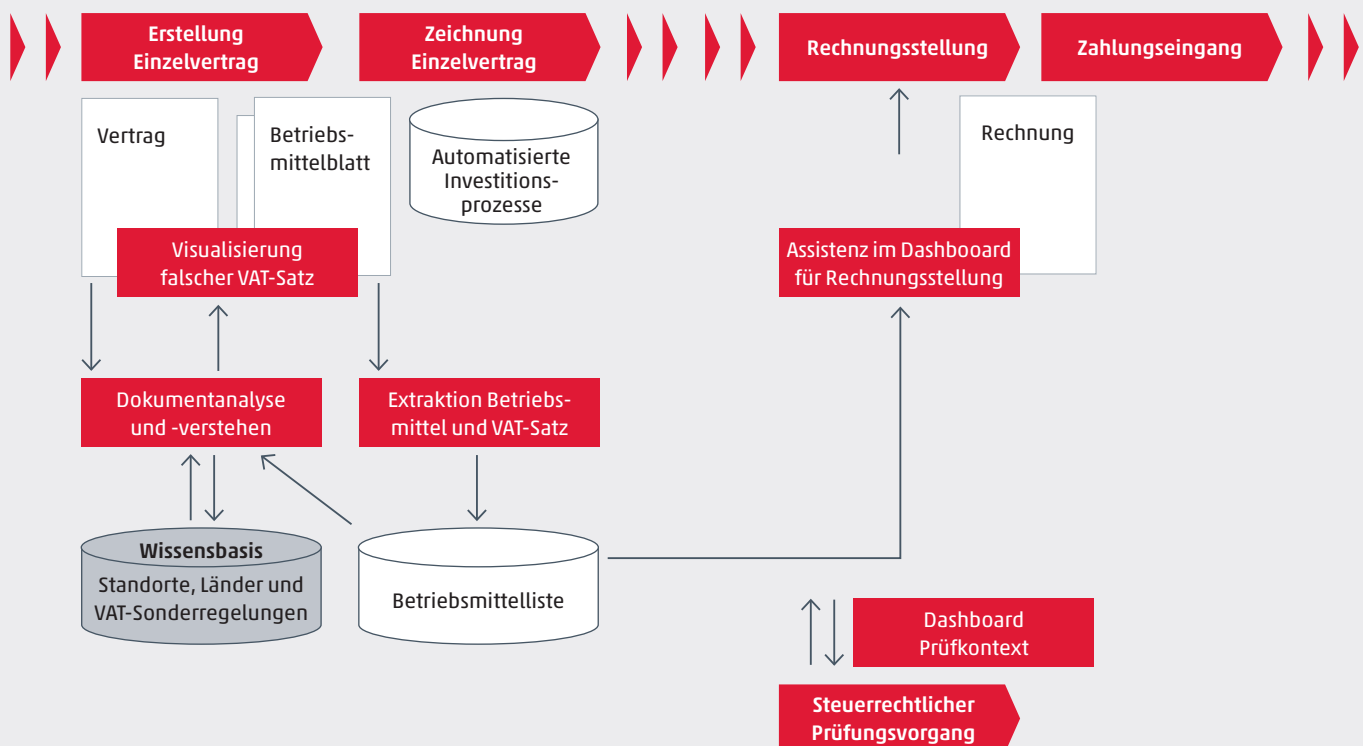 Erstellung
Einzelvertrag
Zeichnung
Einzelvertrag
Rechnungsstellung
Zahlungseingang
Vertrag
Betriebs-
mittelblatt
Automatisierte
Investitions-
prozesse
Rechnung
Visualisierung
falscher VAT-Satz
Assistenz im Dashbooard
für Rechnungsstellung
Dokumentanalyse
und -verstehen
Extraktion Betriebs-
mittel und VAT-Satz
Wissensbasis
Standorte, Länder und
VAT-Sonderregelungen
Betriebsmittelliste
Dashboard
Prüfkontext
Steuerrechtlicher
Prüfungsvorgang